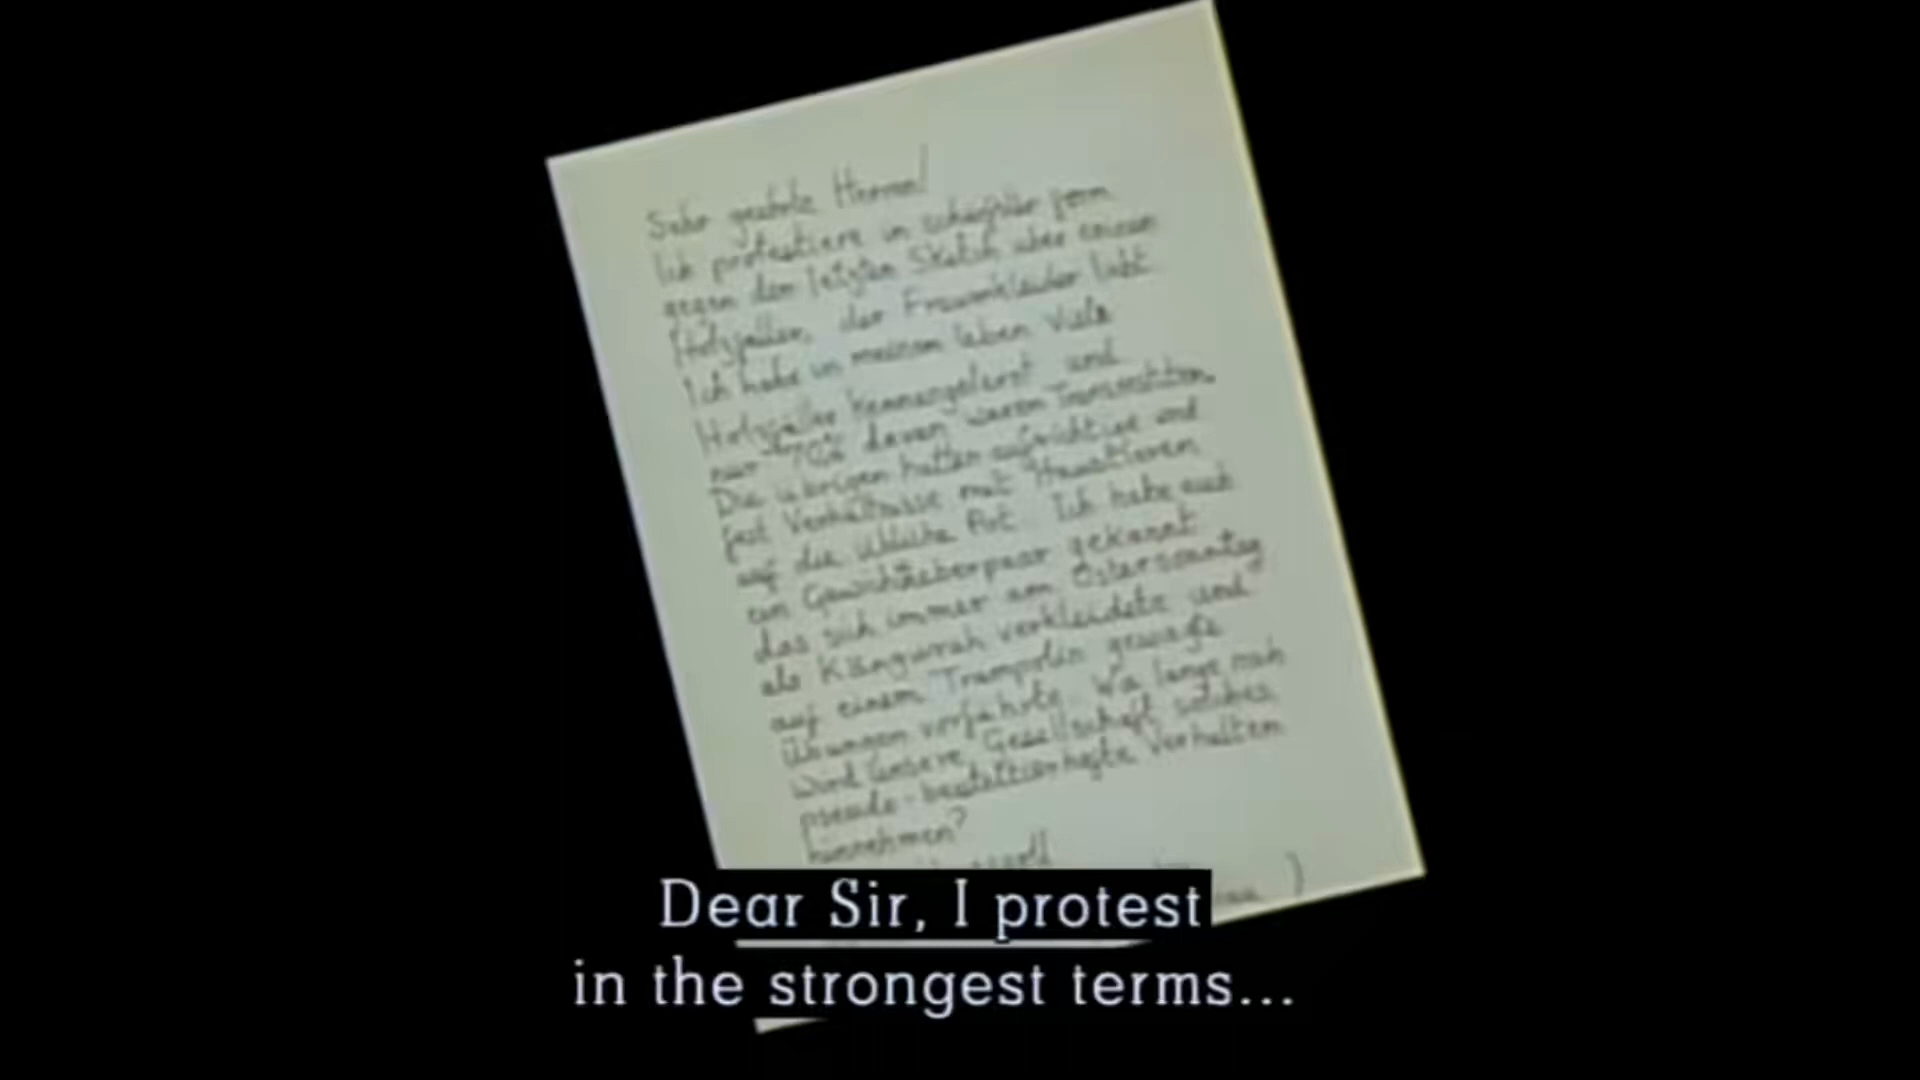 Sehr geehrte Herren!
Ich protestiere in schärfster Form
gegen den letzten Sketch über einen
Holzfäller, der Frauenkleider liebt.
Ich habe in meinem Leben viele
Holzfäller kennengelernt und
nur davon waren Transvestiten.
Die übrigen hatten aufrichtige und
fest Verhältnisse mit Haustieren
auf die übliche Art. Ich habe auch
ein Gewichtheberpaar gekannt
das sich immer am Ostersonntag
als Känguruh verkleidete und
auf einem Trampolin gewagte
Übungen vorführte. Wie lange noch
wird unsere Gesellschaft solches
pseudo-bestattierhafte Verhalten
hinnehmen?
Dear Sir, I protest
in the strongest terms...